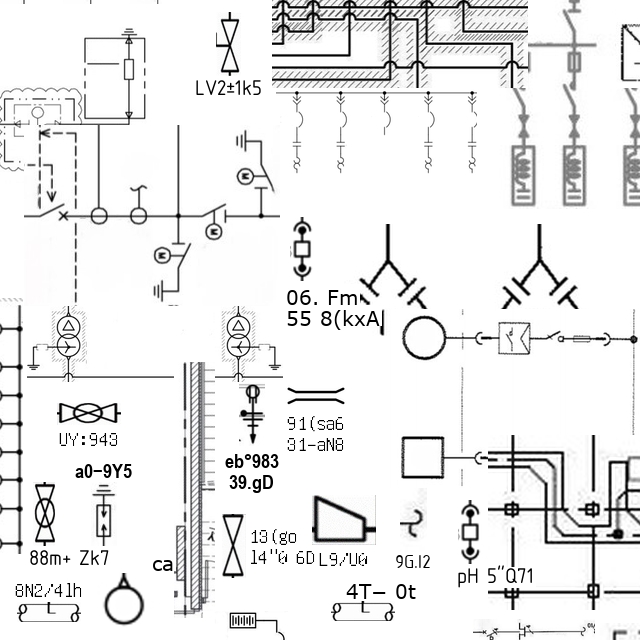 LV2±1k5
06. Fm
55 8(kxA
91(sa6
31-aN8
UY:943
a0-9Y5
eb°983
39.gD
88m+ Zk7
ca
13(go
14"0 6D
L9/U0
9G.I2
pH 5"Q71
8N2/41h
4T- 0t
M
M
M
M